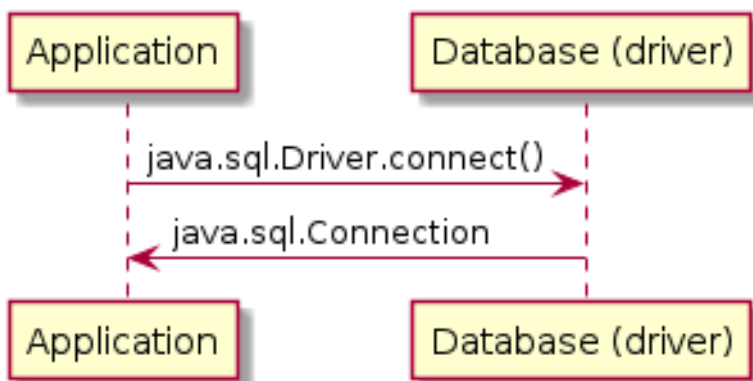 Application
Database (driver)
java.sql.Driver.connect()
java.sql.Connection
Application
Database (driver)